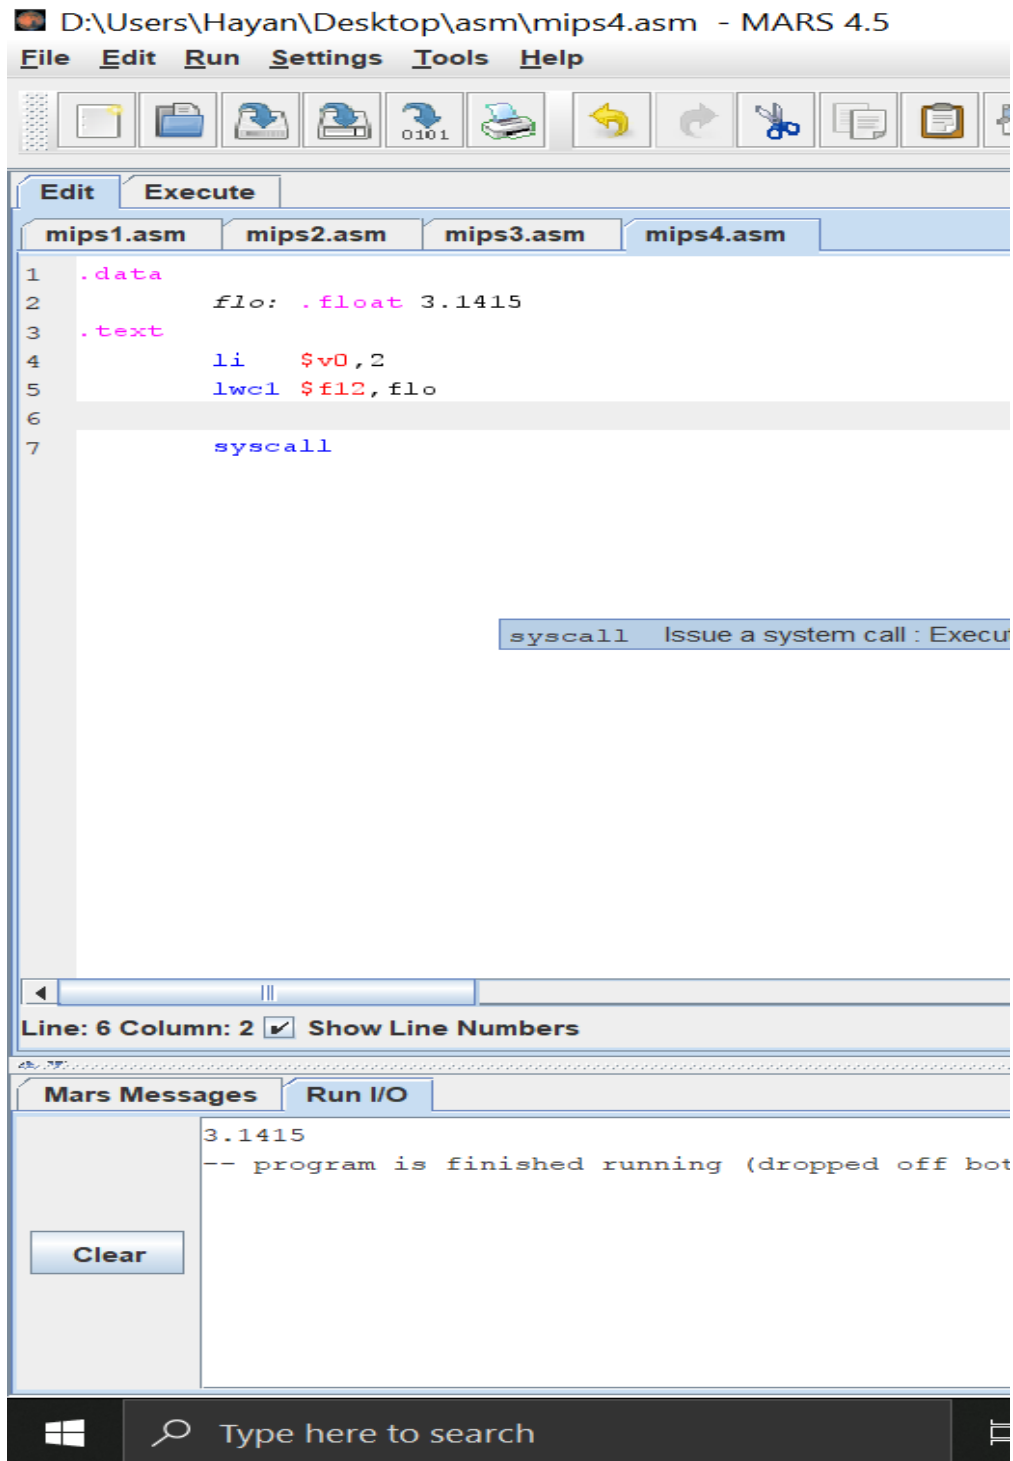 D:\Users\Hayan\Desktop\asm\mips4.asm - MARS 4.5
File Edit Run Settings Tools Help
0101
Edit Execute
mips1.asm mips2.asm mips3.asm mips4.asm
1 .data
2 flo: .float 3.1415
3 .text
4 li $v0,2
5 lwc1 $f12,flo
6
7 syscall
syscall Issue a system call : Execut
Line: 6 Column: 2 Show Line Numbers
Mars Messages Run I/O
3.1415
-- program is finished running (dropped off bot
Clear
Type here to search